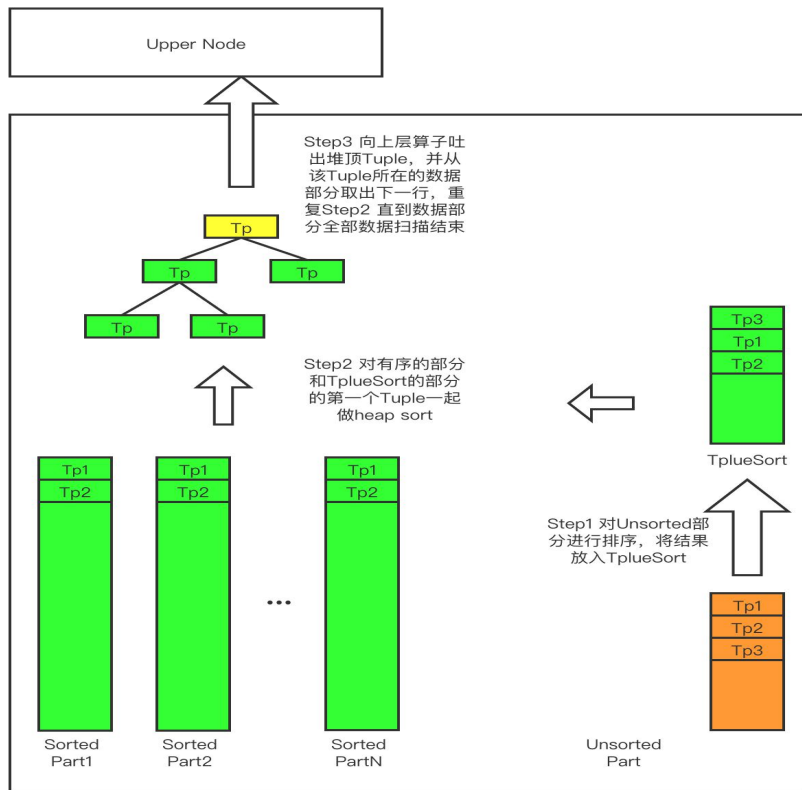 Upper Node
Step3 向上层算子吐
出堆顶Tuple，并从
该Tuple所在的数据
部分取出下一行，重
复Step2 直到数据部
分全部数据扫描结束
Tp
Tp
Tp
Tp
Tp
Step2 对有序的部分
和TplueSort的部分
的第一个Tuple一起
做heap sort
Tp3
Tp1
Tp2
TplueSort
Step1 对Unsorted部
分进行排序，将结果
放入TplueSort
Tp1
Tp2
Tp1
Tp2
...
Tp1
Tp2
Tp1
Tp2
Tp3
Sorted
Part1
Sorted
Part2
Sorted
PartN
Unsorted
Part